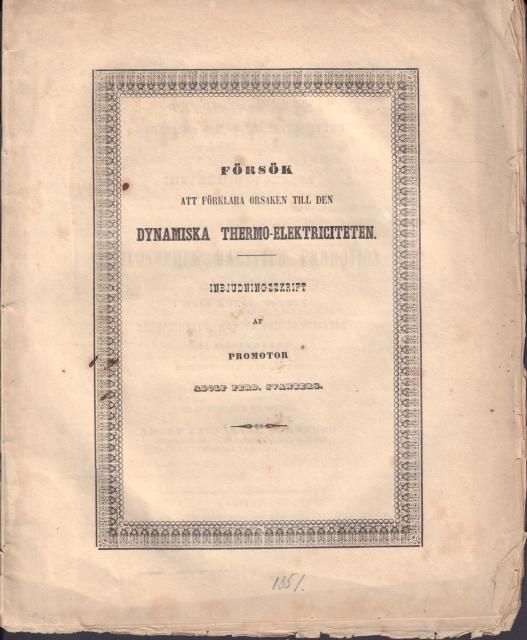 FÖRSÖK
ATT FÖRKLARA ORSAKEN TILL DEN
DYNAMISKA THERMO-ELEKTRICITETEN.
INBJUDNINGSSKRIFT
AF
PROMOTOR
ADOLF FERD. SVANBERG.
1851.